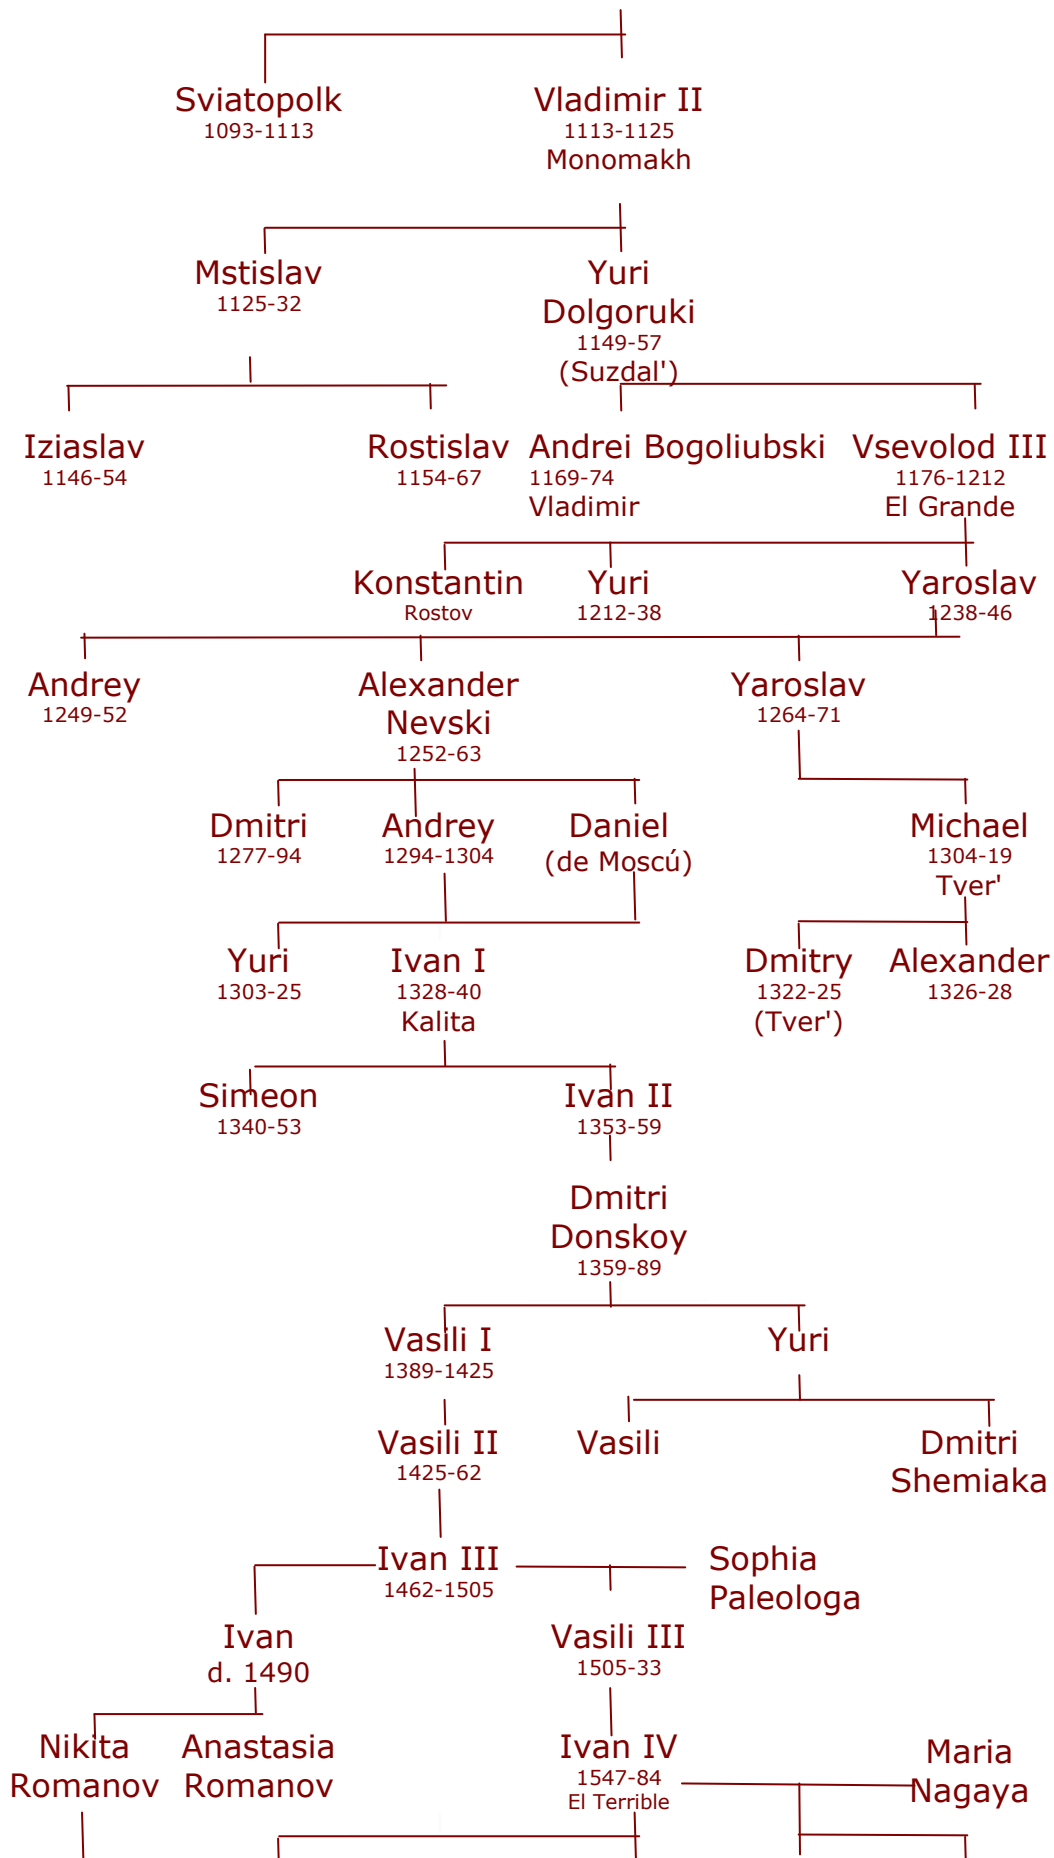 Sviatopolk
1093-1113
Vladimir II
1113-1125
Monomakh
Mstislav
1125-32
Yuri
Dolgoruki
1149-57
(Suzdal')
Iziaslav
1146-54
Rostislav
1154-67
Andrei Bogoliubski
1169-74
Vladimir
Vsevolod III
1176-1212
El Grande
Konstantin
Rostov
Yuri
1212-38
Yaroslav
1238-46
Andrey
1249-52
Alexander
Nevski
1252-63
Yaroslav
1264-71
Dmitri
1277-94
Andrey
1294-1304
Daniel
(de Moscú)
Michael
1304-19
Tver'
Yuri
1303-25
Ivan I
1328-40
Kalita
Dmitry
1322-25
(Tver')
Alexander
1326-28
Simeon
1340-53
Ivan II
1353-59
Dmitri
Donskoy
1359-89
Vasili I
1389-1425
Yuri
Vasili II
1425-62
Vasili
Dmitri
Shemiaka
Ivan III
1462-1505
Sophia
Paleologa
Ivan
d. 1490
Vasili III
1505-33
Nikita
Romanov
Anastasia
Romanov
Ivan IV
1547-84
El Terrible
Maria
Nagaya